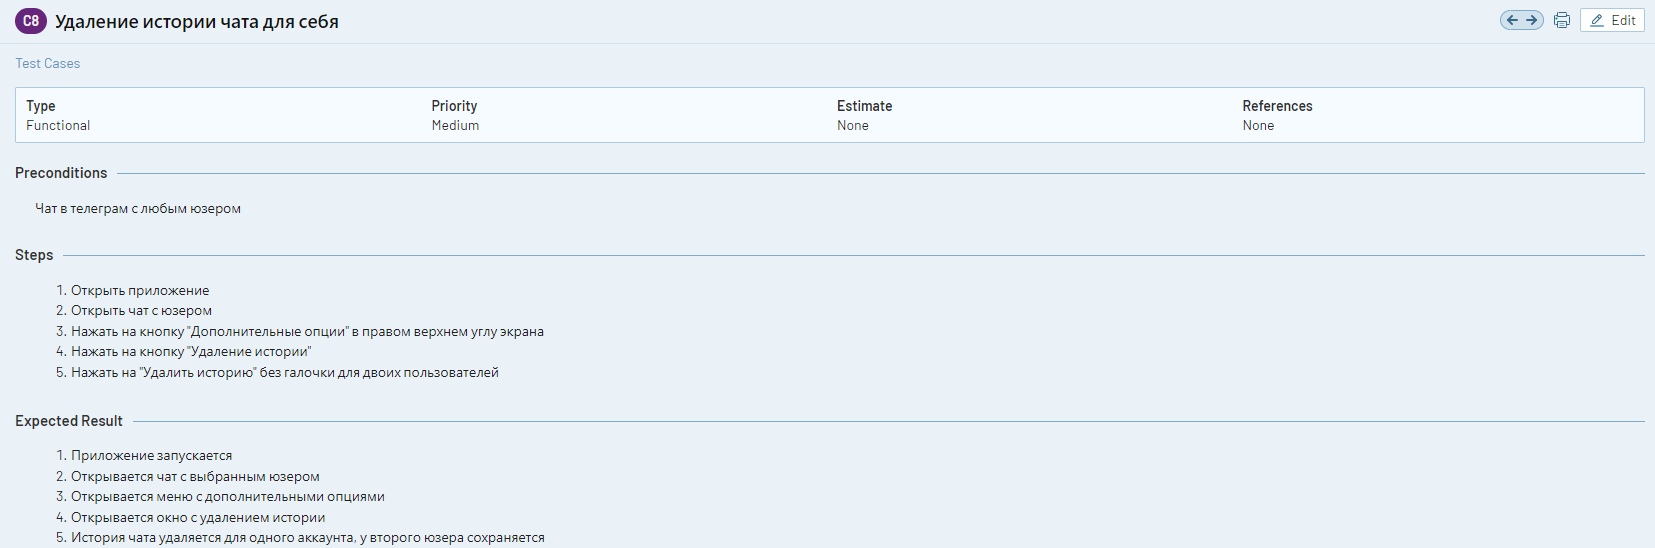 C8 Удаление истории чата для себя
Edit
Test Cases
Type Priority Estimate References
Functional Medium None None
Preconditions
Чат в телеграм с любым юзером
Steps
1. Открыть приложение
2. Открыть чат с юзером
3. Нажать на кнопку "Дополнительные опции" в правом верхнем углу экрана
4. Нажать на кнопку "Удаление истории"
5. Нажать на "Удалить историю" без галочки для двоих пользователей
Expected Result
1. Приложение запускается
2. Открывается чат с выбранным юзером
3. Открывается меню с дополнительными опциями
4. Открывается окно с удалением истории
5. История чата удаляется для одного аккаунта, у второго юзера сохраняется